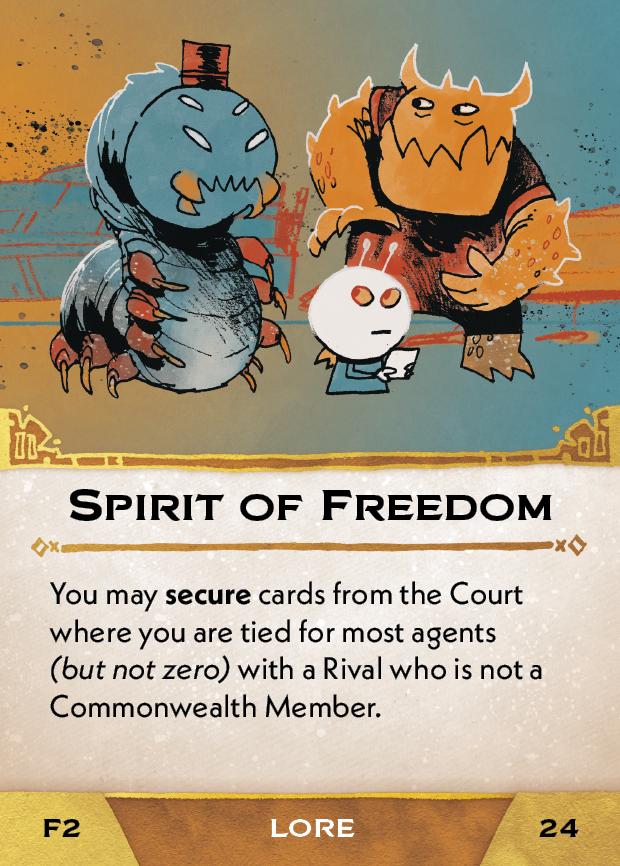 Spirit of Freedom
You may secure cards from the Court
where you are tied for most agents
(but not zero) with a Rival who is not a
Commonwealth Member.
F2 LORE 24